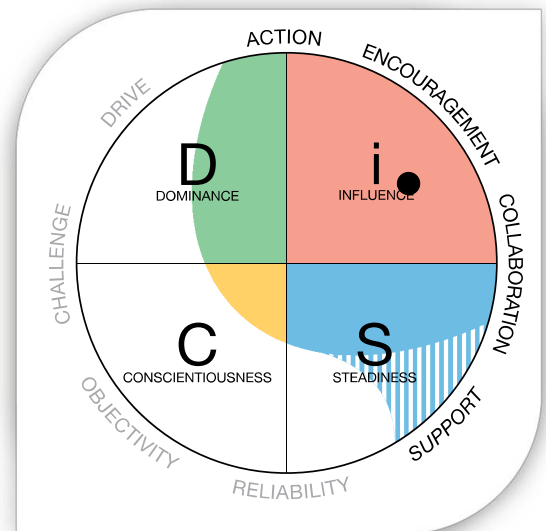 ACTION
ENCOURAGEMENT
DRIVE
D
DOMINANCE
i
INFLUENCE
COLLABORATION
CHALLENGE
C
CONSCIENTIOUSNESS
S
STEADINESS
OBJECTIVITY
SUPPORT
RELIABILITY